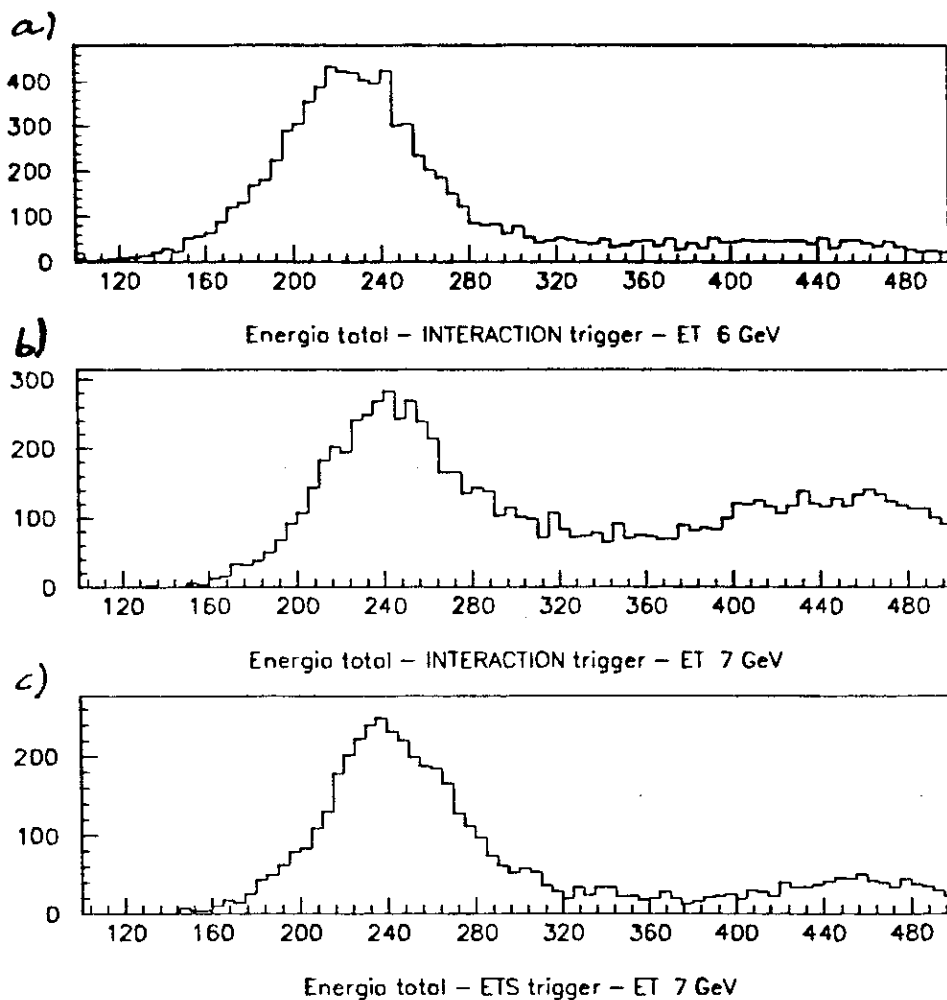 a)
400
300
200
100
0
120 160 200 240 280 320 360 400 440 480
Energia total – INTERACTION trigger – ET 6 GeV
b)
300
200
100
0
120 160 200 240 280 320 360 400 440 480
Energia total – INTERACTION trigger – ET 7 GeV
c)
200
100
0
120 160 200 240 280 320 360 400 440 480
Energia total – ETS trigger – ET 7 GeV